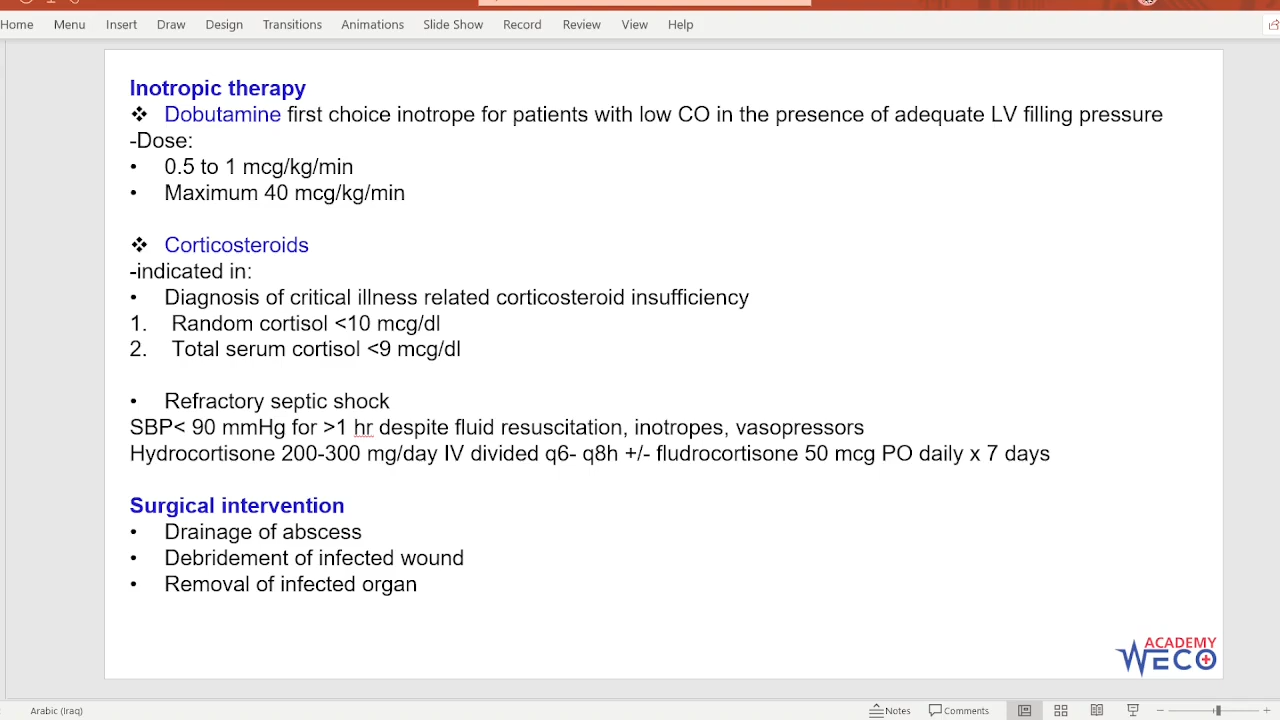 Home Menu Insert Draw Design Transitions Animations Slide Show Record Review View Help
Inotropic therapy
❖ Dobutamine first choice inotrope for patients with low CO in the presence of adequate LV filling pressure
-Dose:
• 0.5 to 1 mcg/kg/min
• Maximum 40 mcg/kg/min
❖ Corticosteroids
-indicated in:
• Diagnosis of critical illness related corticosteroid insufficiency
1. Random cortisol <10 mcg/dl
2. Total serum cortisol <9 mcg/dl
• Refractory septic shock
SBP< 90 mmHg for >1 hr despite fluid resuscitation, inotropes, vasopressors
Hydrocortisone 200-300 mg/day IV divided q6- q8h +/- fludrocortisone 50 mcg PO daily x 7 days
Surgical intervention
• Drainage of abscess
• Debridement of infected wound
• Removal of infected organ
ACADEMY
WECO
Arabic (Iraq) Notes Comments